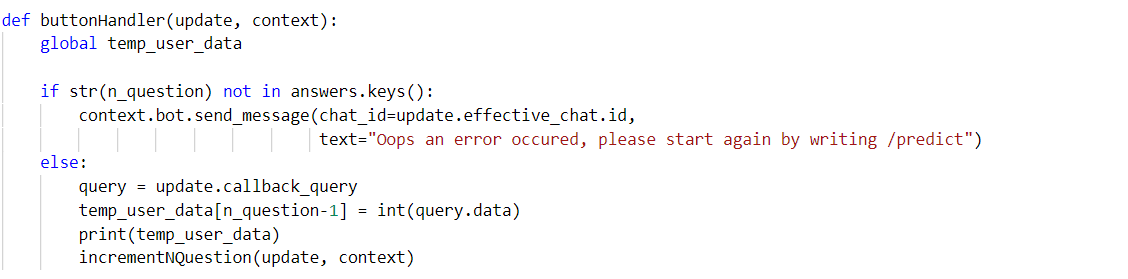 def buttonHandler(update, context):
    global temp_user_data

    if str(n_question) not in answers.keys():
        context.bot.send_message(chat_id=update.effective_chat.id,
                                 text="Oops an error occured, please start again by writing /predict")
    else:
        query = update.callback_query
        temp_user_data[n_question-1] = int(query.data)
        print(temp_user_data)
        incrementNQuestion(update, context)